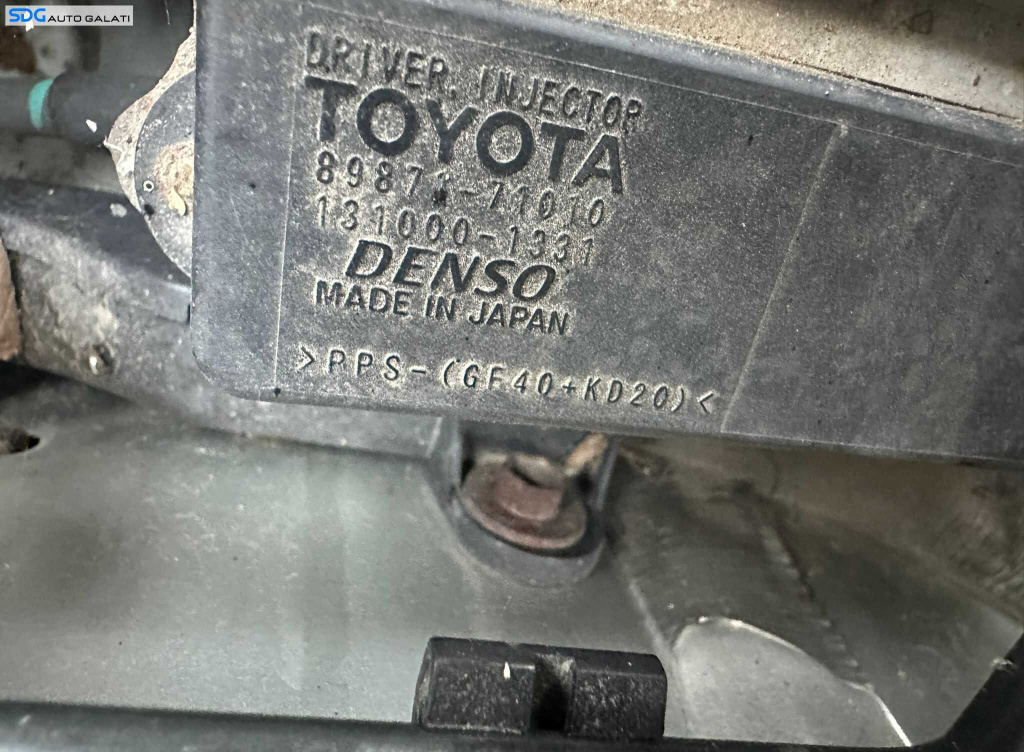 SDG AUTO GALATI
DRIVER, INJECTOR
TOYOTA
89871-71010
131000-1331
DENSO
MADE IN JAPAN
>PPS-(GF40+KD20)<